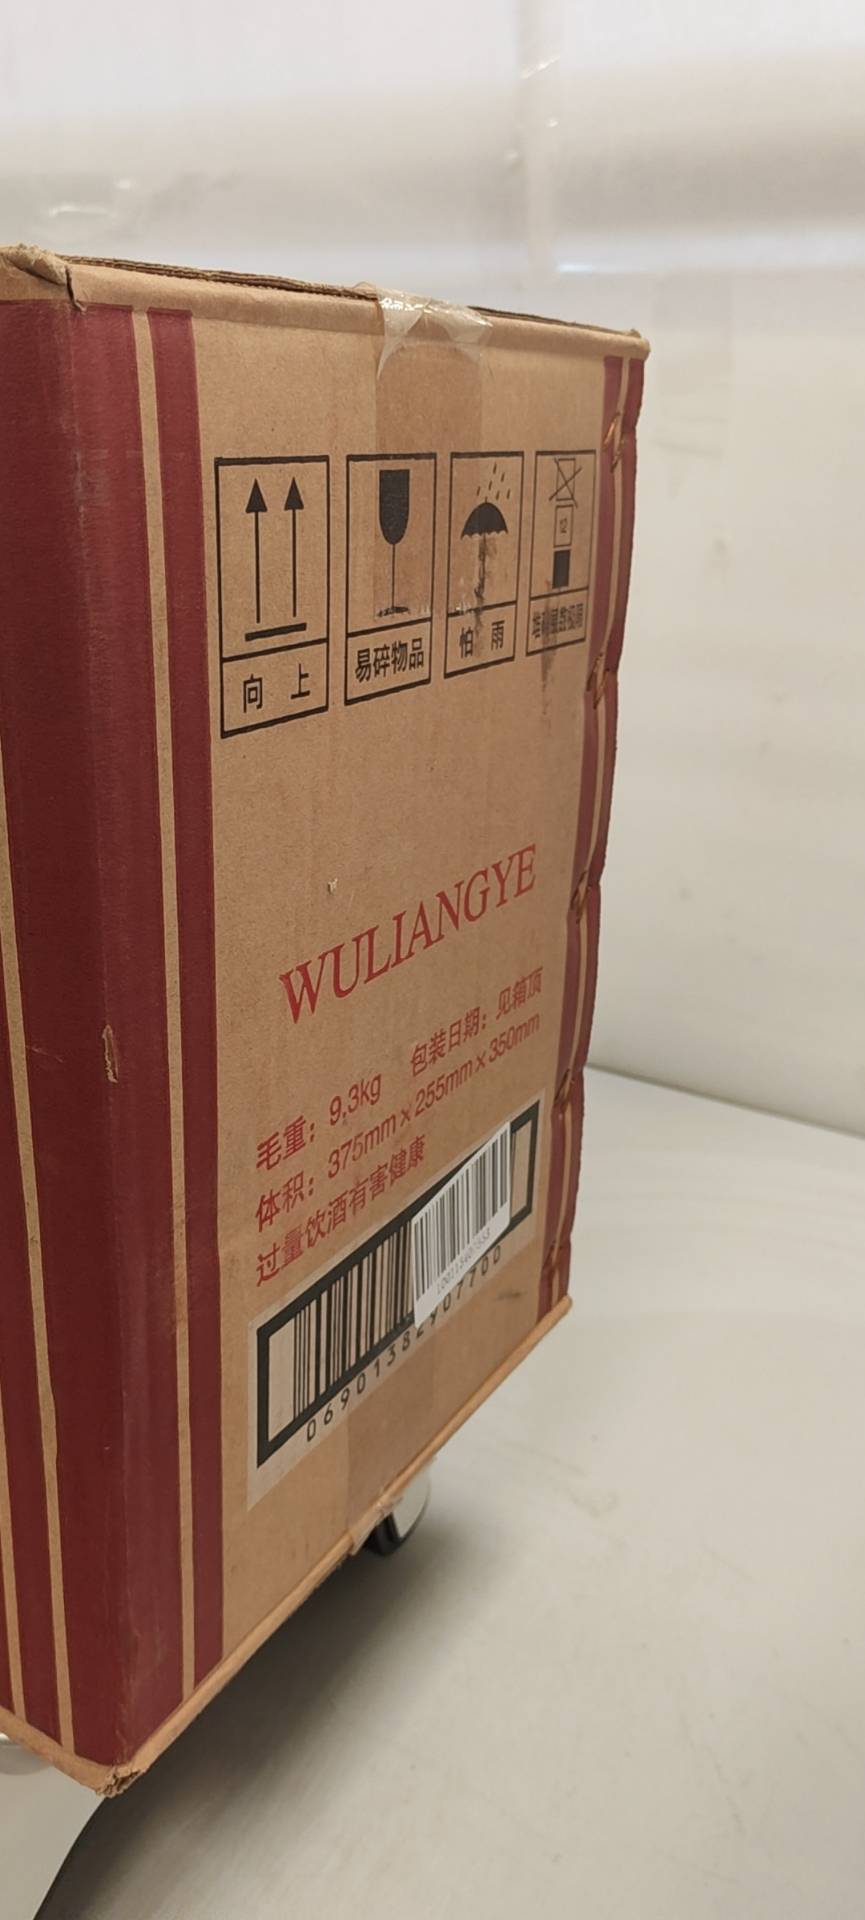 向 上
易碎物品
怕 雨
堆码层数极限
WULIANGYE
毛重：9.3kg 包装日期：见箱顶
体积：375mm×255mm×350mm
过量饮酒有害健康